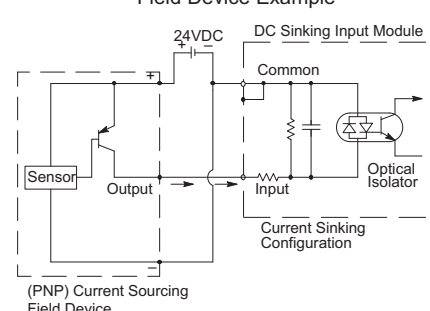 Field Device Example
24VDC
+ –
DC Sinking Input Module
+
Common
Sensor
Output
Input
Optical
Isolator
–
Current Sinking
Configuration
(PNP) Current Sourcing
Field Device